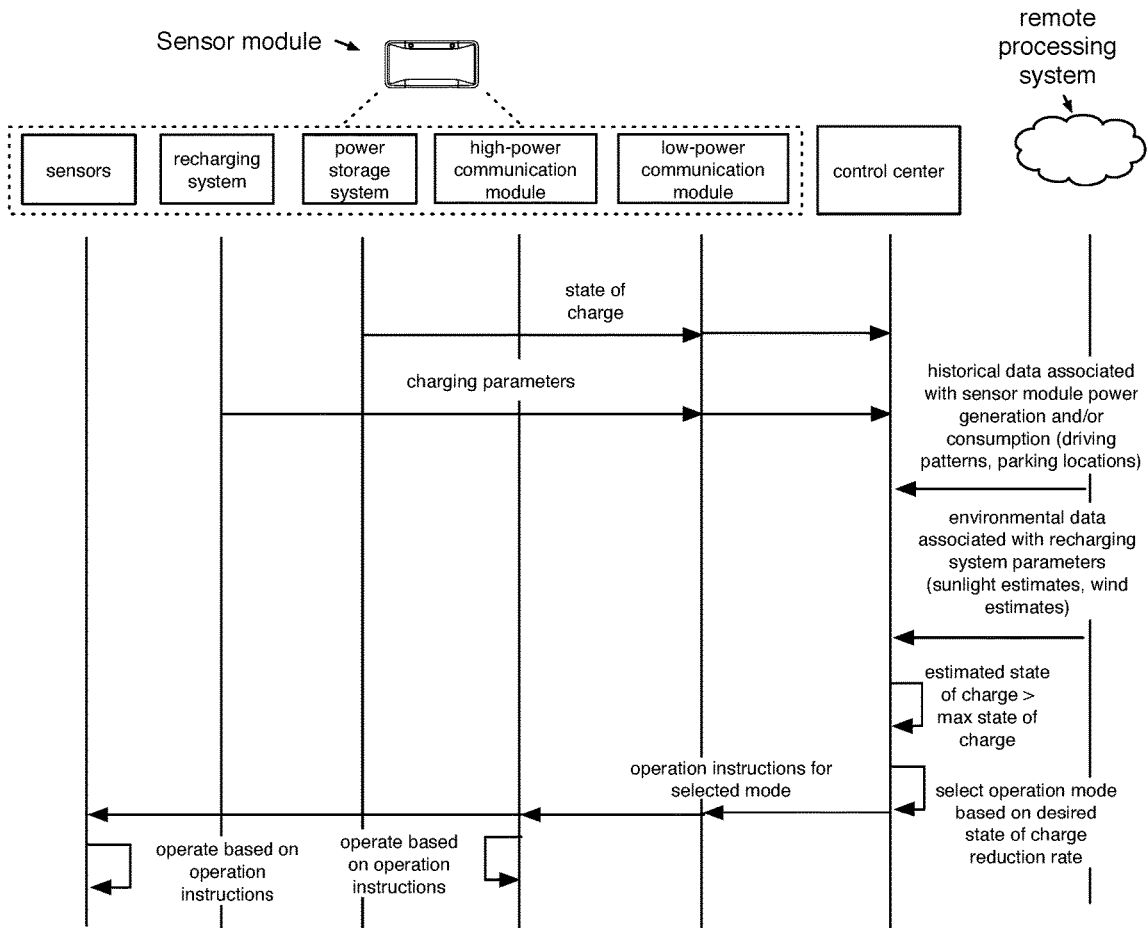 Sensor module
remote
processing
system
sensors
recharging
system
power
storage
system
high-power
communication
module
low-power
communication
module
control center
state of
charge
charging parameters
historical data associated
with sensor module power
generation and/or
consumption (driving
patterns, parking locations)
environmental data
associated with recharging
system parameters
(sunlight estimates, wind
estimates)
estimated state
of charge >
max state of
charge
operation instructions for
selected mode
select operation mode
based on desired
state of charge
reduction rate
operate based on
operation
instructions
operate based
on operation
instructions